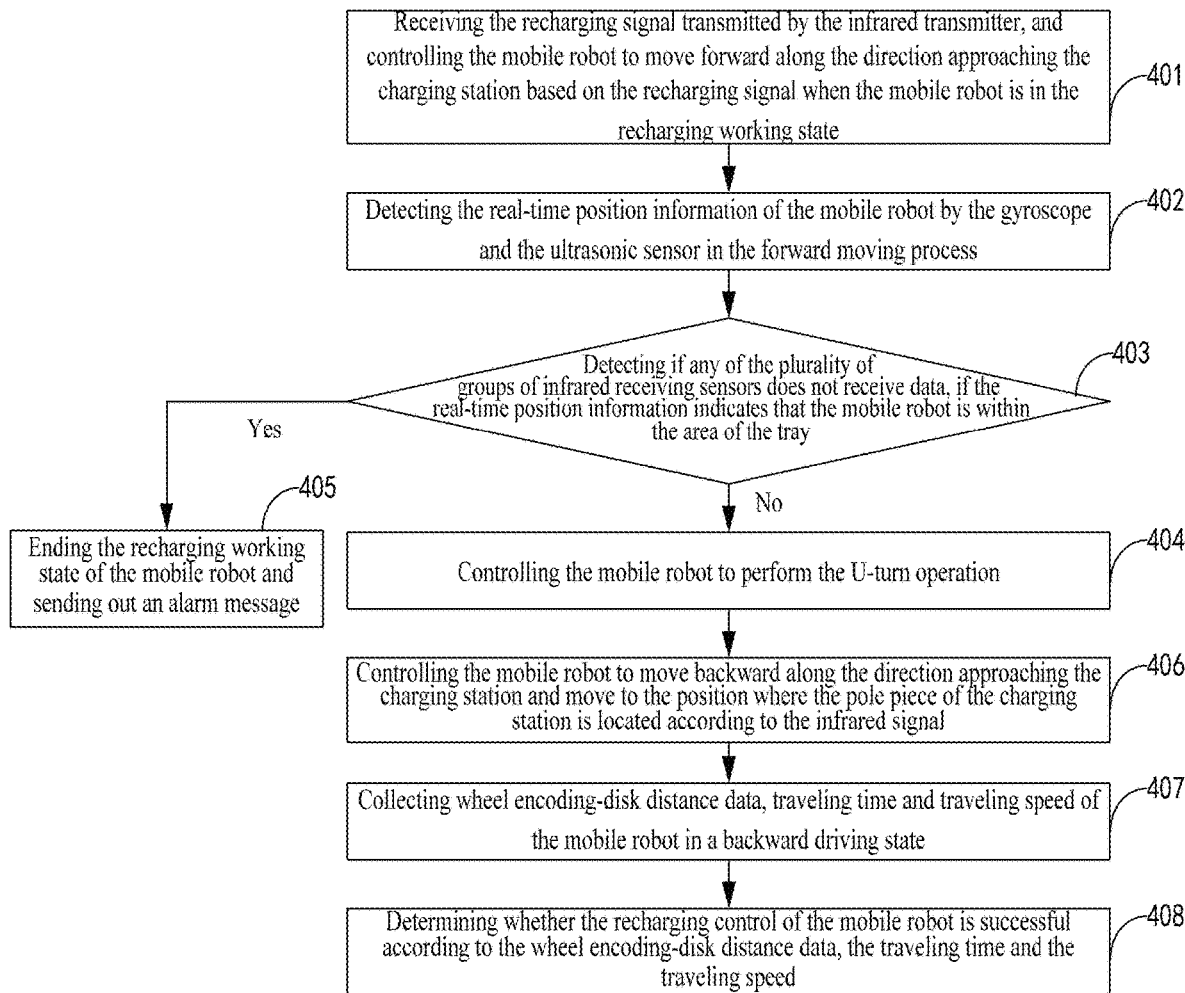 Receiving the recharging signal transmitted by the infrared transmitter, and
controlling the mobile robot to move forward along the direction approaching the
charging station based on the recharging signal when the mobile robot is in the
recharging working state
401
Detecting the real-time position information of the mobile robot by the gyroscope
and the ultrasonic sensor in the forward moving process
402
Detecting if any of the plurality of
groups of infrared receiving sensors does not receive data, if the
real-time position information indicates that the mobile robot is within
the area of the tray
403
Yes
No
405
Ending the recharging working
state of the mobile robot and
sending out an alarm message
Controlling the mobile robot to perform the U-turn operation
404
Controlling the mobile robot to move backward along the direction approaching the
charging station and move to the position where the pole piece of the charging
station is located according to the infrared signal
406
Collecting wheel encoding-disk distance data, traveling time and traveling speed of
the mobile robot in a backward driving state
407
Determining whether the recharging control of the mobile robot is successful
according to the wheel encoding-disk distance data, the traveling time and the
traveling speed
408